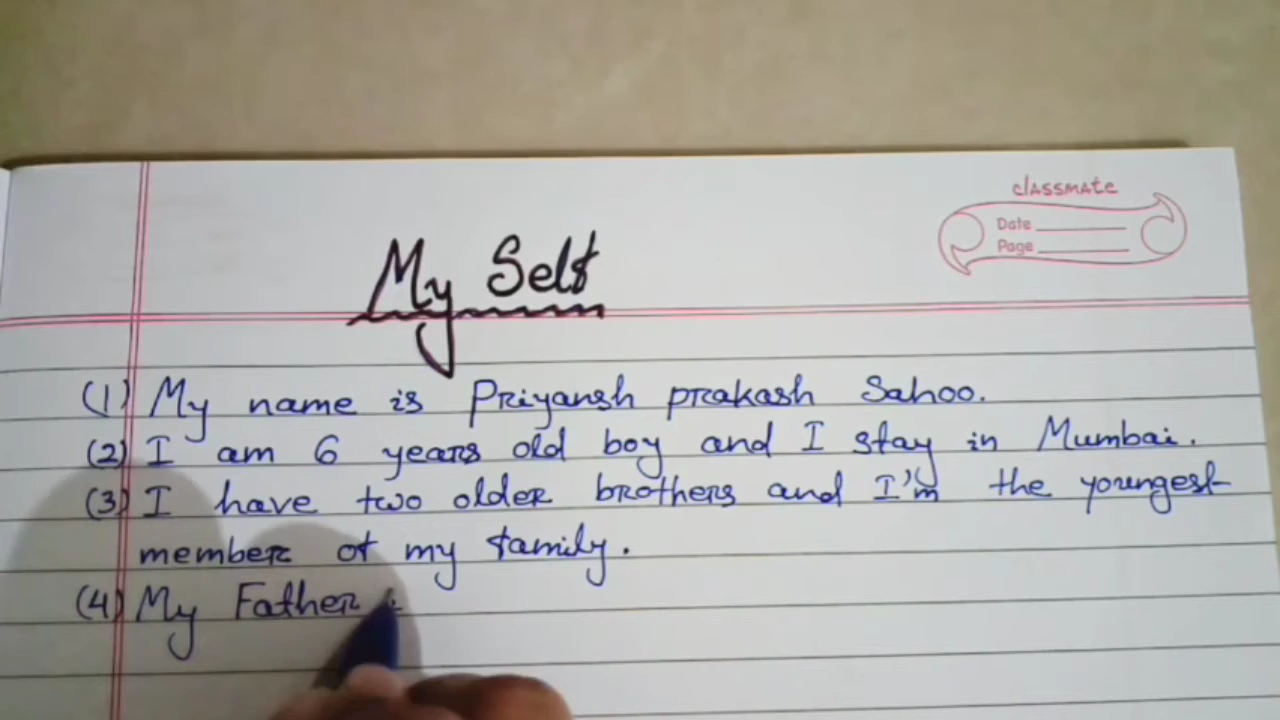 classmate
Date
Page
My Self
(1) My name is Priyansh prakash Sahoo.
(2) I am 6 years old boy and I stay in Mumbai.
(3) I have two older brothers and I'm the youngest
member of my family.
(4) My Father